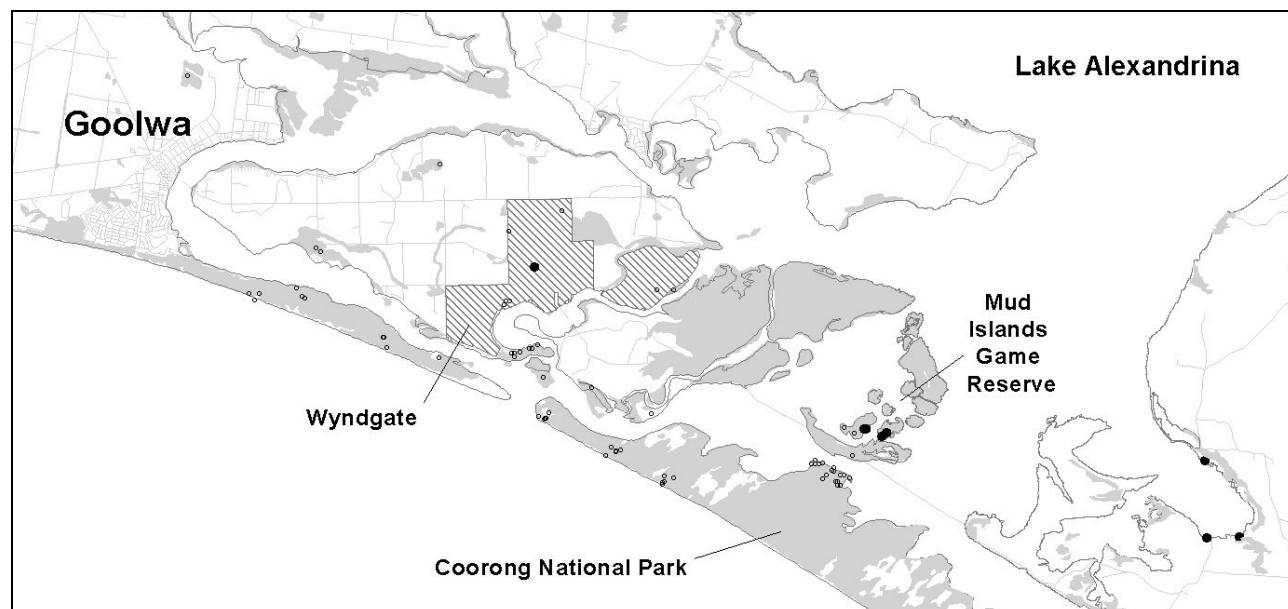 Lake Alexandrina
Goolwa
Mud
Islands
Game
Reserve
Wyndgate
Coorong National Park